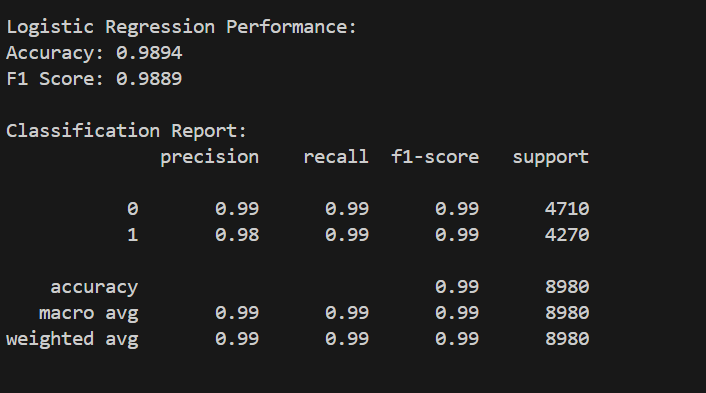 Logistic Regression Performance:
Accuracy: 0.9894
F1 Score: 0.9889
Classification Report:
precision recall f1-score support
0 0.99 0.99 0.99 4710
1 0.98 0.99 0.99 4270
accuracy 0.99 8980
macro avg 0.99 0.99 0.99 8980
weighted avg 0.99 0.99 0.99 8980